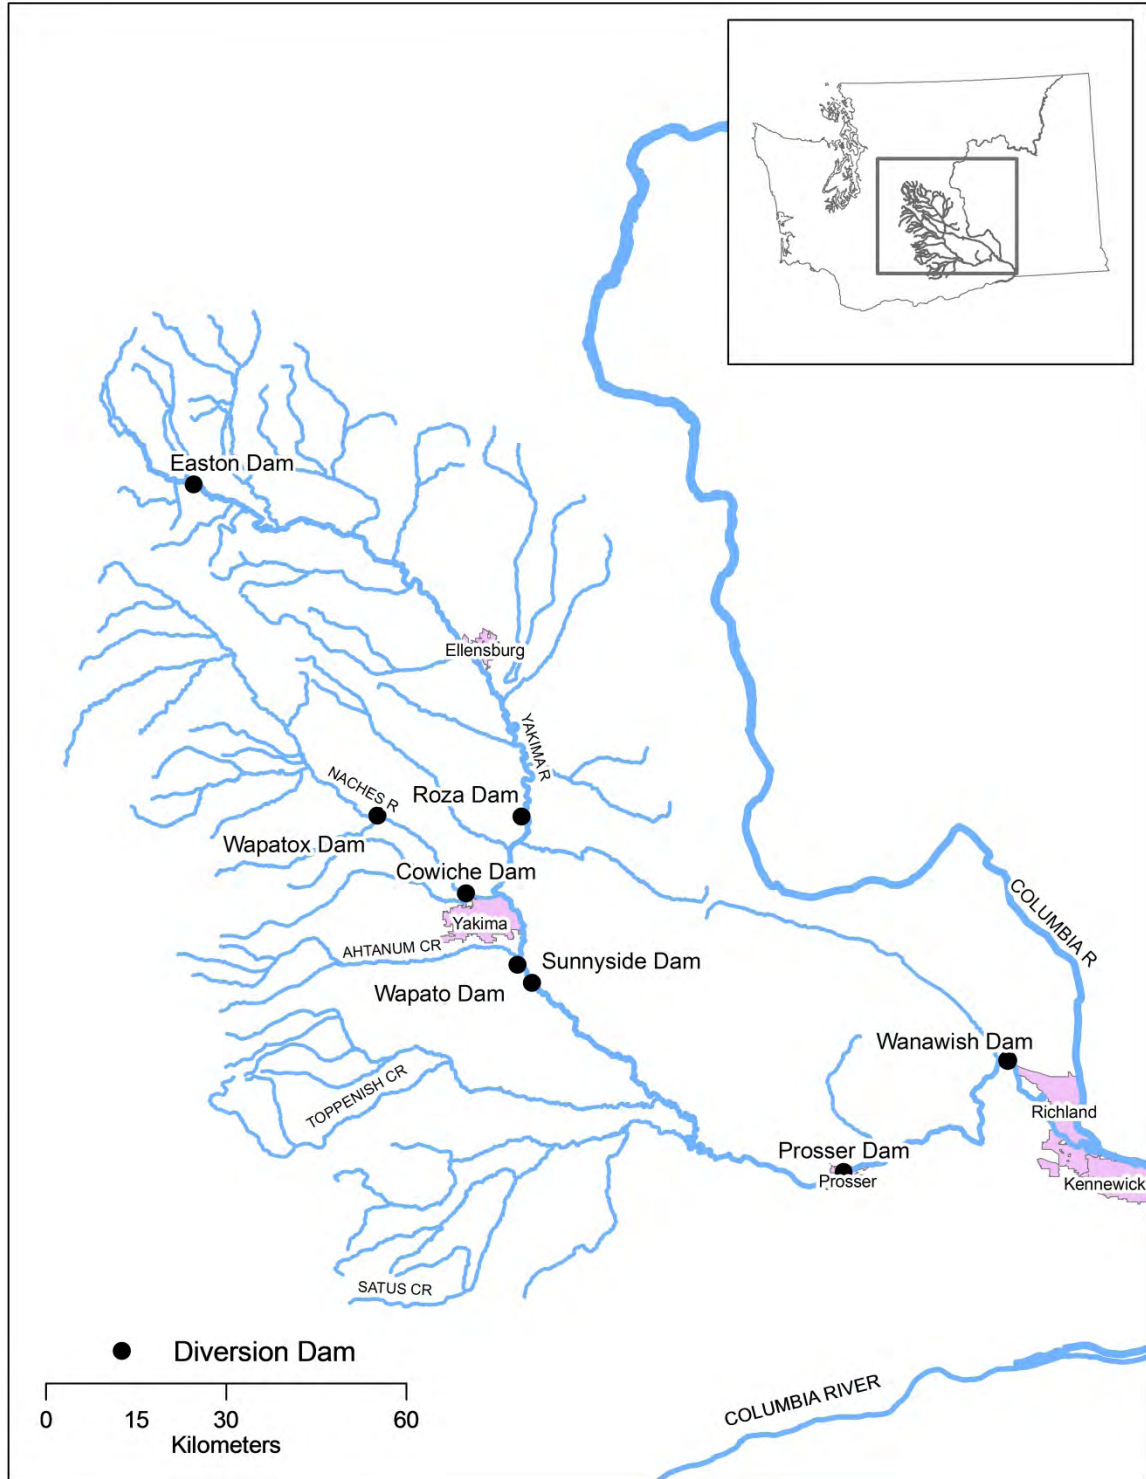 Easton Dam
Ellensburg
YAKIMA R
NACHES R
Roza Dam
Wapatox Dam
Cowiche Dam
COLUMBIA R
Yakima
AHTANUM CR
Sunnyside Dam
Wapato Dam
Wanawish Dam
TOPPENISH CR
Richland
Prosser Dam
Prosser
Kennewick
SATUS CR
Diversion Dam
COLUMBIA RIVER
0 15 30 60
Kilometers